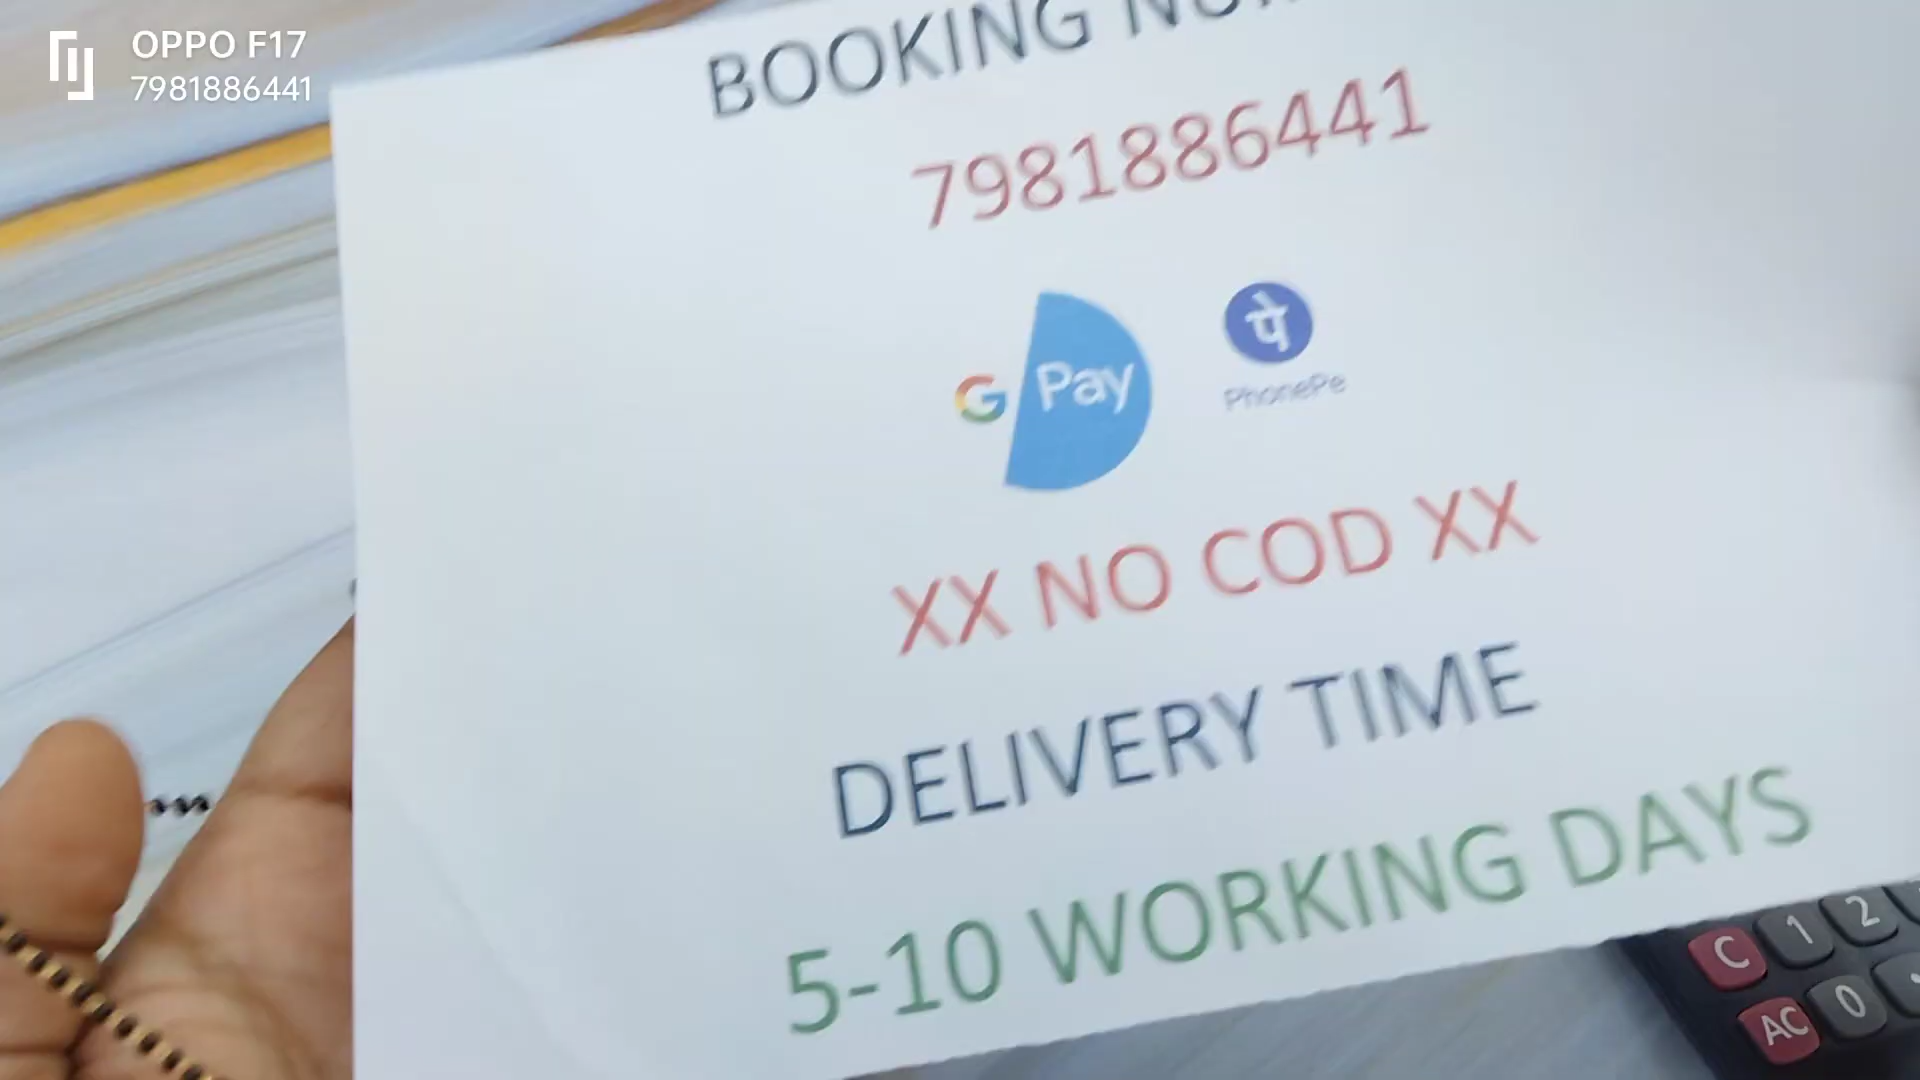 OPPO F17
7981886441
BOOKING
7981886441
G Pay
पे
PhonePe
XX NO COD XX
DELIVERY TIME
5-10 WORKING DAYS
C 1 2
AC 0